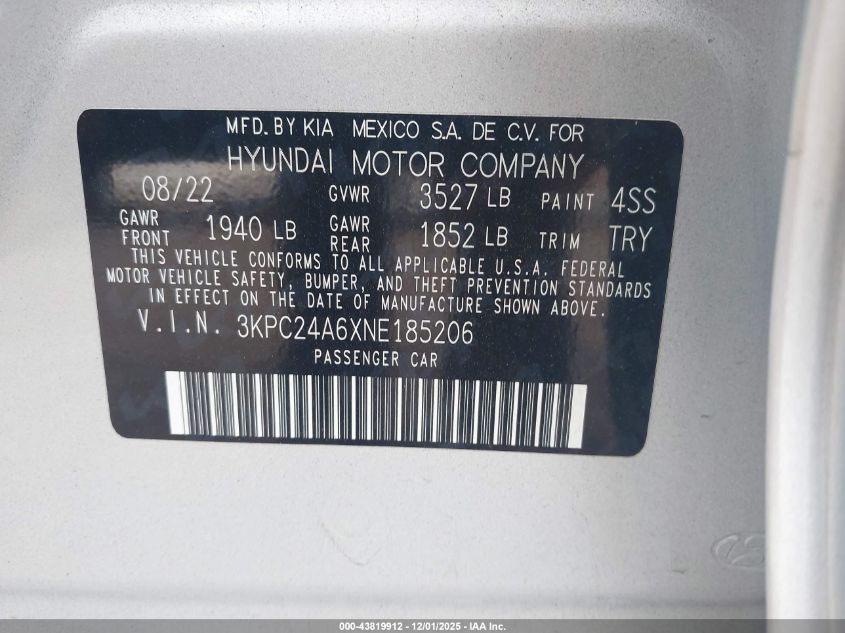 MFD. BY KIA MEXICO S.A. DE C.V. FOR
HYUNDAI MOTOR COMPANY
08/22 GVWR 3527 LB PAINT 4SS
GAWR FRONT 1940 LB GAWR REAR 1852 LB TRIM TRY
THIS VEHICLE CONFORMS TO ALL APPLICABLE U.S.A. FEDERAL
MOTOR VEHICLE SAFETY, BUMPER, AND THEFT PREVENTION STANDARDS
IN EFFECT ON THE DATE OF MANUFACTURE SHOWN ABOVE.
V.I.N. 3KPC24A6XNE185206
PASSENGER CAR
000-43819912 - 12/01/2025 - IAA Inc.